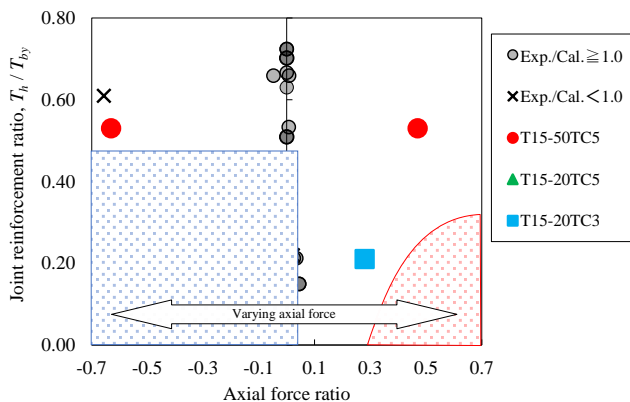 0.80
0.60
0.40
0.20
0.00
Joint reinforcement ratio, T_h / T_by
Varying axial force
-0.7 -0.5 -0.3 -0.1 0.1 0.3 0.5 0.7
Axial force ratio
Exp./Cal.≧1.0
Exp./Cal.<1.0
T15-50TC5
T15-20TC5
T15-20TC3